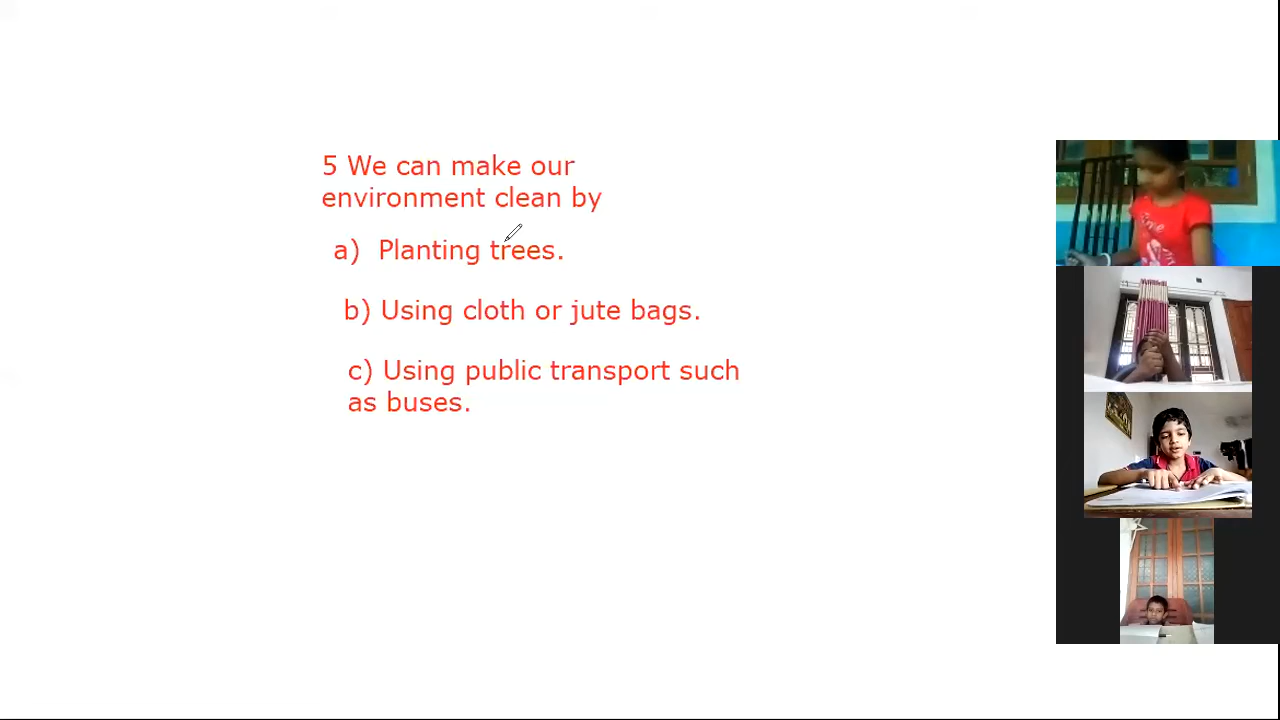 5 We can make our
environment clean by
a) Planting trees.
b) Using cloth or jute bags.
c) Using public transport such
as buses.